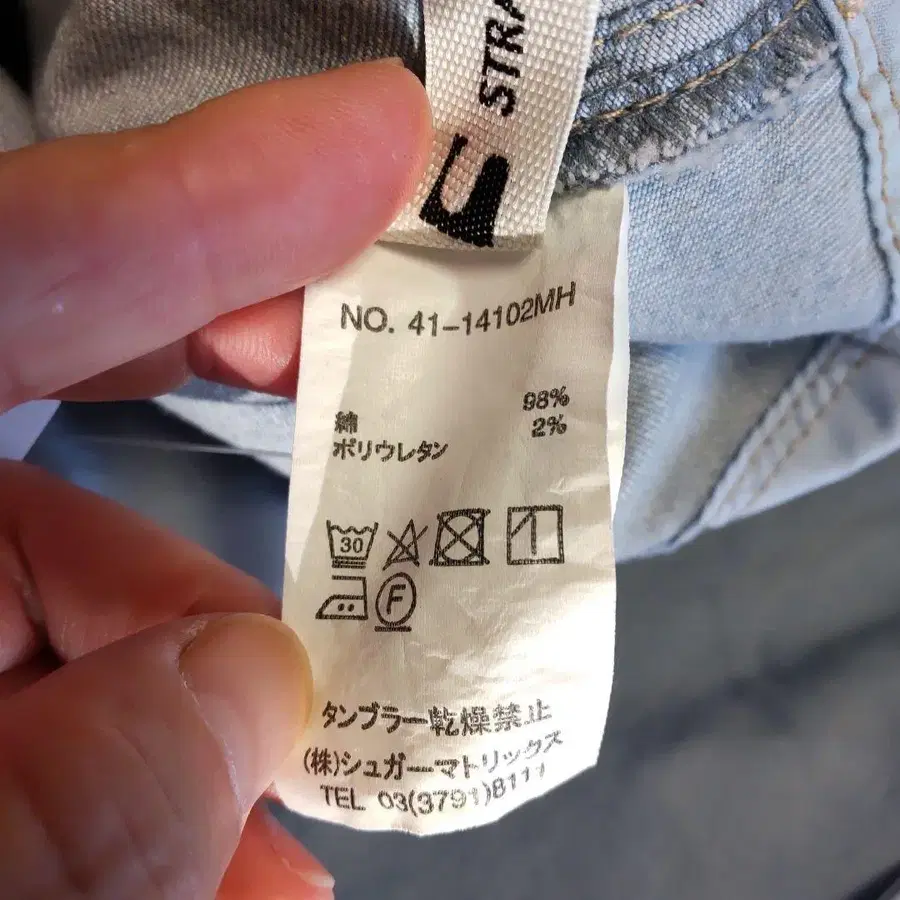 STRA
NO. 41-14102MH
綿 98%
ポリウレタン 2%
30
F
タンブラー乾燥禁止
(株)シュガーマトリックス
TEL 03(3791)8111